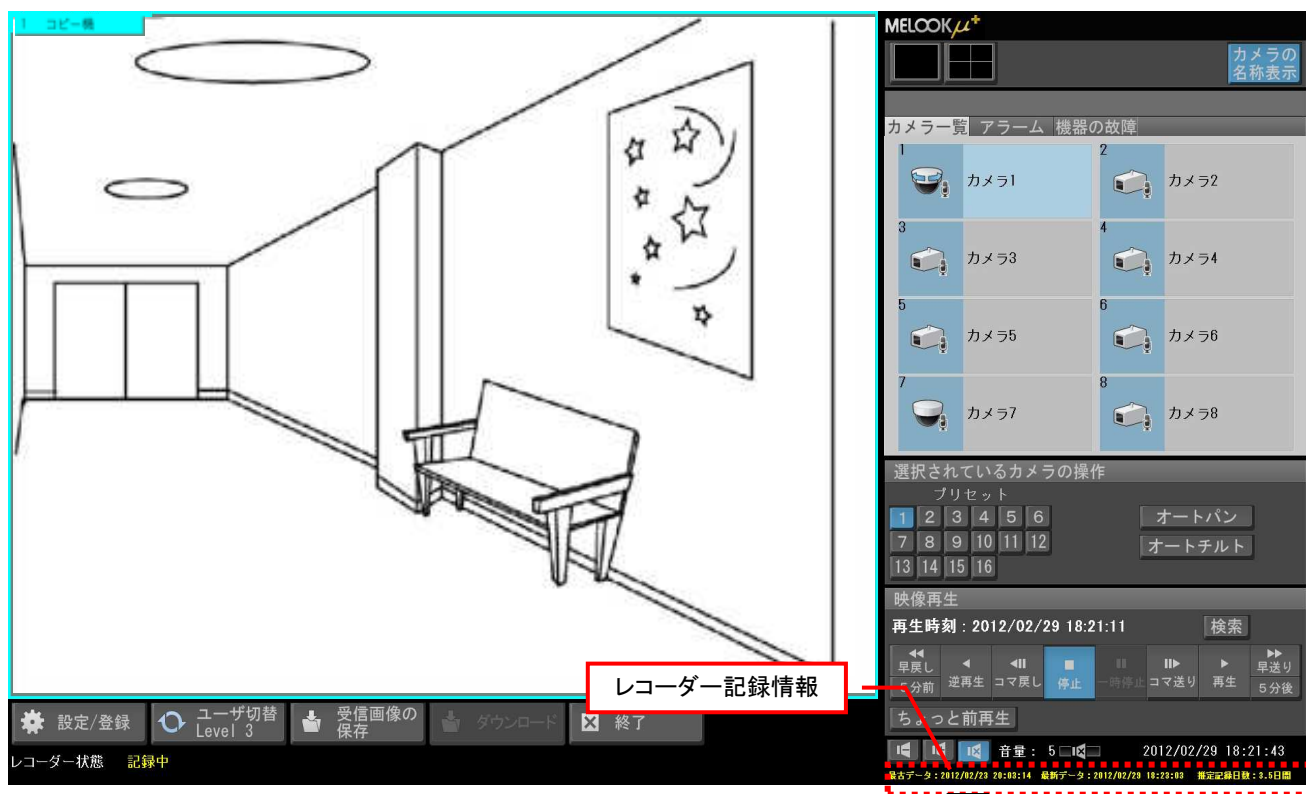 1 コピー機
MELOOKμ+
カメラの
名称表示
カメラ一覧 アラーム 機器の故障
1 カメラ1
2 カメラ2
3 カメラ3
4 カメラ4
5 カメラ5
6 カメラ6
7 カメラ7
8 カメラ8
選択されているカメラの操作
プリセット
1 2 3 4 5 6
オートパン
7 8 9 10 11 12
オートチルト
13 14 15 16
映像再生
再生時刻：2012/02/29 18:21:11 検索
早戻し
5分前
逆再生
コマ戻し
停止
一時停止
コマ送り
再生
早送り
5分後
ちょっと前再生
レコーダー記録情報
設定/登録
ユーザ切替
Level 3
受信画像の
保存
ダウンロード
終了
音量： 5
2012/02/29 18:21:43
レコーダー状態 記録中
最古データ：2012/02/23 20:03:14 最新データ：2012/02/29 18:23:03 推定記録日数：3.5日間